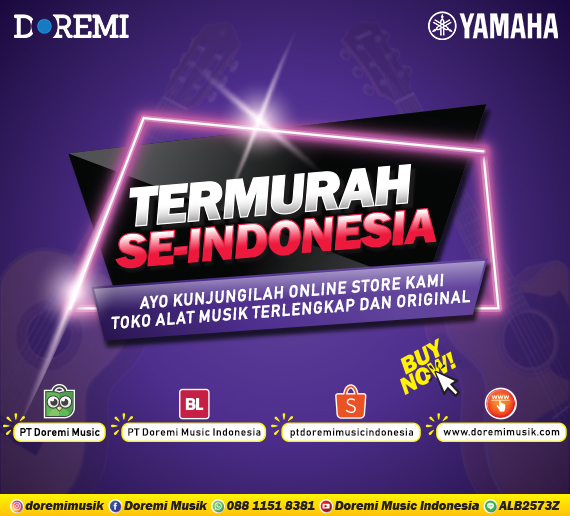 DOREMI
YAMAHA
TERMURAH
SE-INDONESIA
AYO KUNJUNGILAH ONLINE STORE KAMI
TOKO ALAT MUSIK TERLENGKAP DAN ORIGINAL
BUY
NOW!!
BL
S
WWW
PT Doremi Music
PT Doremi Music Indonesia
ptdoremimusicindonesia
www.doremimusik.com
doremimusik Doremi Musik 088 1151 8381 Doremi Music Indonesia ALB2573Z